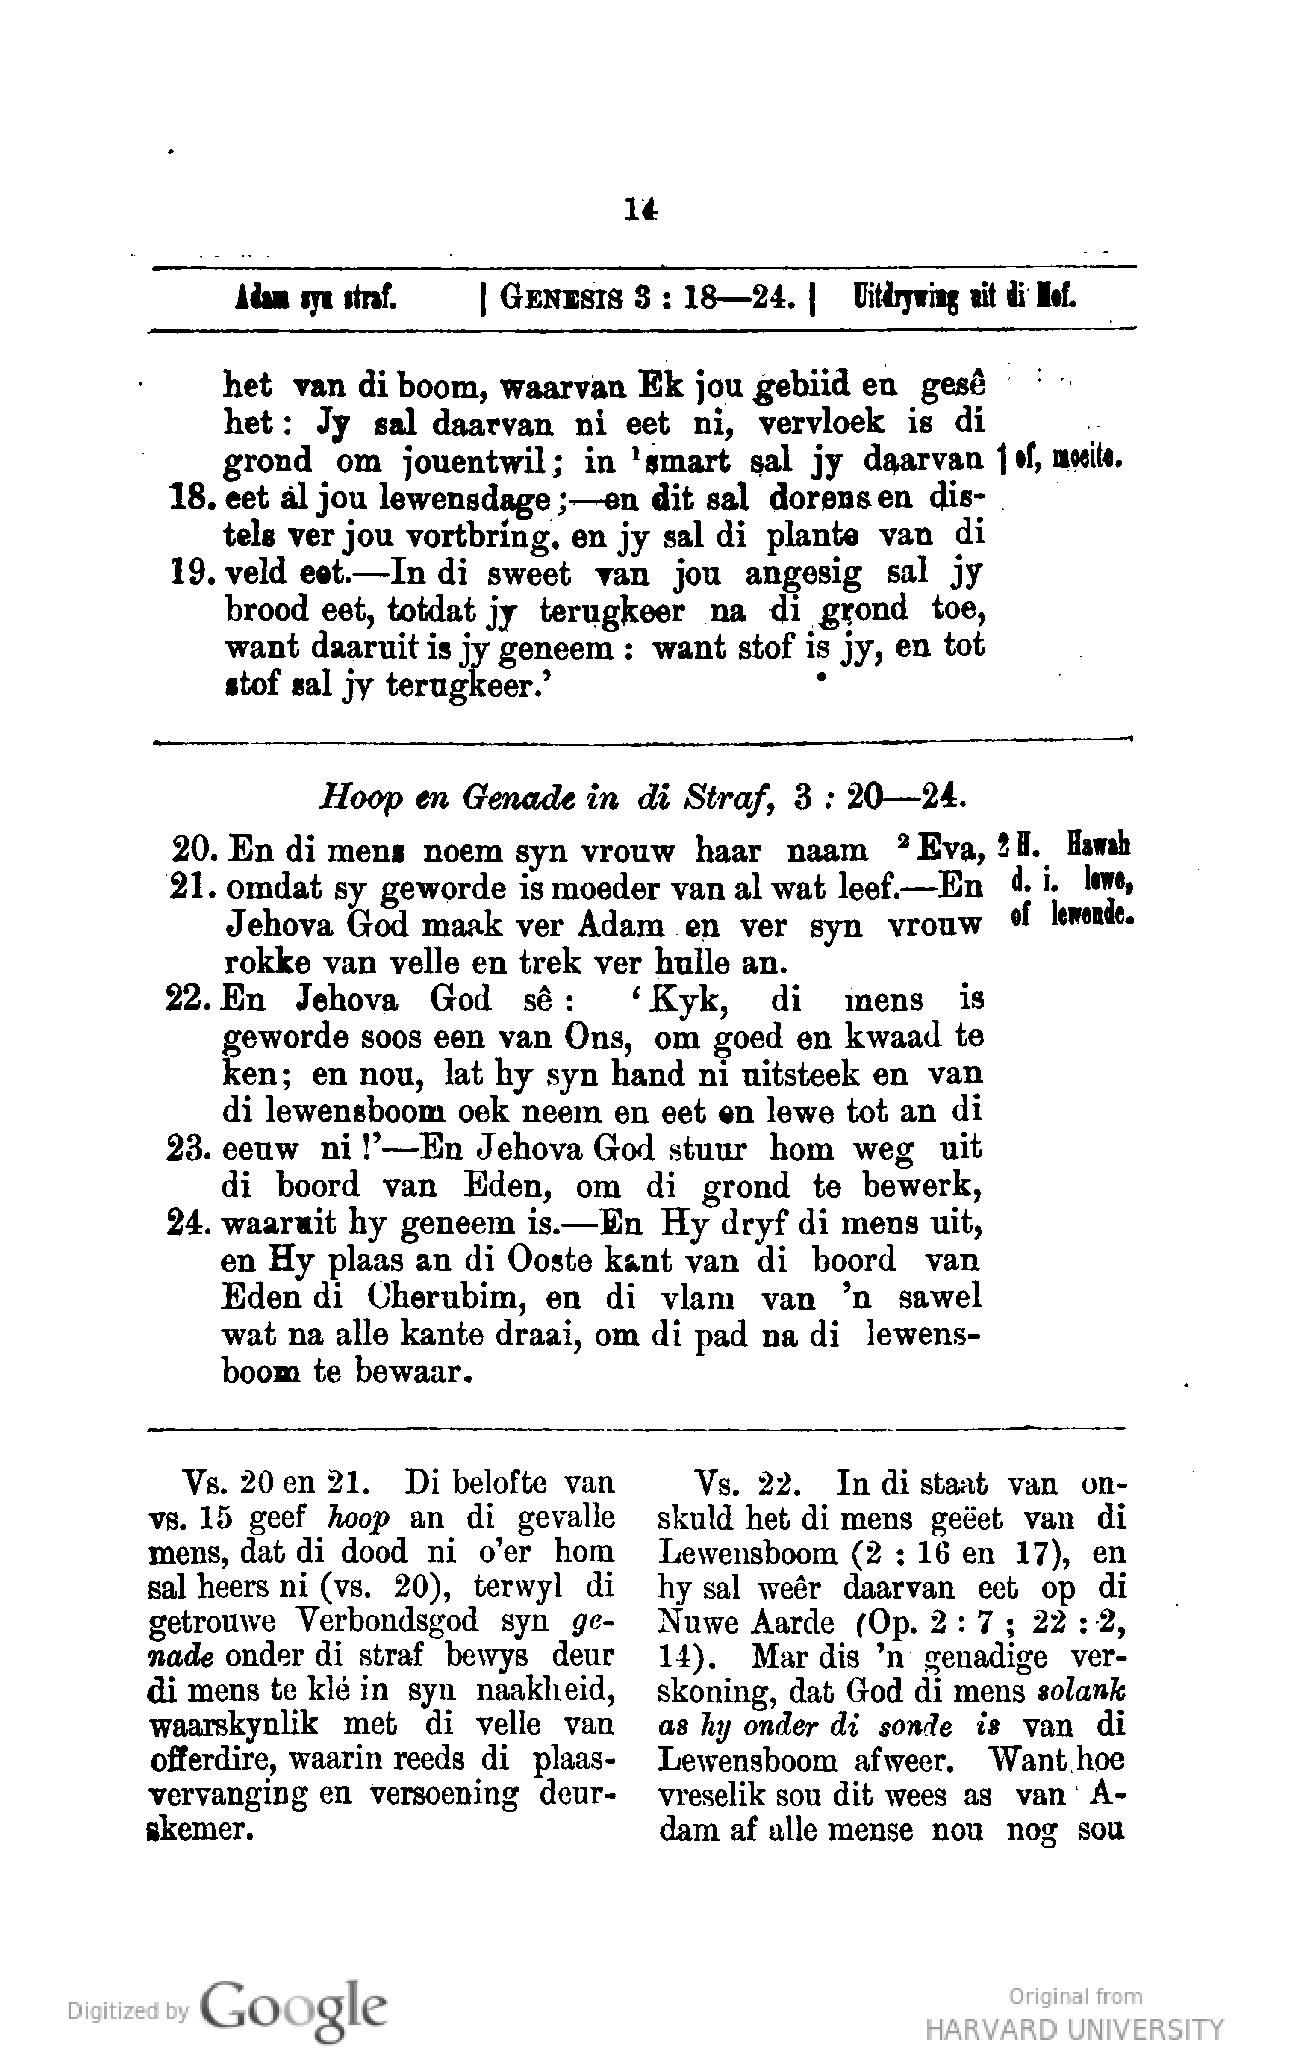 14
Adam syn straf. | GENESIS 3 : 18—24. | Uitdrywing uit di Hof.
het van di boom, waarvan Ek jou gebiid en gesê
het : Jy sal daarvan ni eet ni, vervloek is di
grond om jouentwil; in ¹smart sal jy daarvan 1 of, moeite.
18. eet al jou lewensdage ;—en dit sal dorens en dis-
tels ver jou vortbring, en jy sal di plante van di
19. veld eet.—In di sweet van jou angesig sal jy
brood eet, totdat jy terugkeer na di grond toe,
want daaruit is jy geneem : want stof is jy, en tot
stof sal jy terugkeer.’
Hoop en Genade in di Straf, 3 : 20—24.
20. En di mens noem syn vrouw haar naam ² Eva, 2 H. Hawah
21. omdat sy geworde is moeder van al wat leef.—En d. i. lewe,
Jehova God maak ver Adam en ver syn vrouw of lewende.
rokke van velle en trek ver hulle an.
22. En Jehova God sê : ‘ Kyk, di mens is
geworde soos een van Ons, om goed en kwaad te
ken; en nou, lat hy syn hand ni uitsteek en van
di lewensboom oek neem en eet en lewe tot an di
23. eeuw ni !’—En Jehova God stuur hom weg uit
di boord van Eden, om di grond te bewerk,
24. waaruit hy geneem is.—En Hy dryf di mens uit,
en Hy plaas an di Ooste kant van di boord van
Eden di Cherubim, en di vlam van ’n sawel
wat na alle kante draai, om di pad na di lewens-
boom te bewaar.
Vs. 20 en 21. Di belofte van
vs. 15 geef hoop an di gevalle
mens, dat di dood ni o’er hom
sal heers ni (vs. 20), terwyl di
getrouwe Verbondsgod syn ge-
nade onder di straf bewys deur
di mens te klé in syn naakheid,
waarskynlik met di velle van
offerdire, waarin reeds di plaas-
vervanging en versoening deur-
skemer.
Vs. 22. In di staat van on-
skuld het di mens geëet van di
Lewensboom (2 : 16 en 17), en
hy sal weêr daarvan eet op di
Nuwe Aarde (Op. 2 : 7 ; 22 : 2,
14). Mar dis ’n genadige ver-
skoning, dat God di mens solank
as hy onder di sonde is van di
Lewensboom afweer. Want hoe
vreselik sou dit wees as van A-
dam af alle mense nou nog sou
Digitized by Google
Original from
HARVARD UNIVERSITY